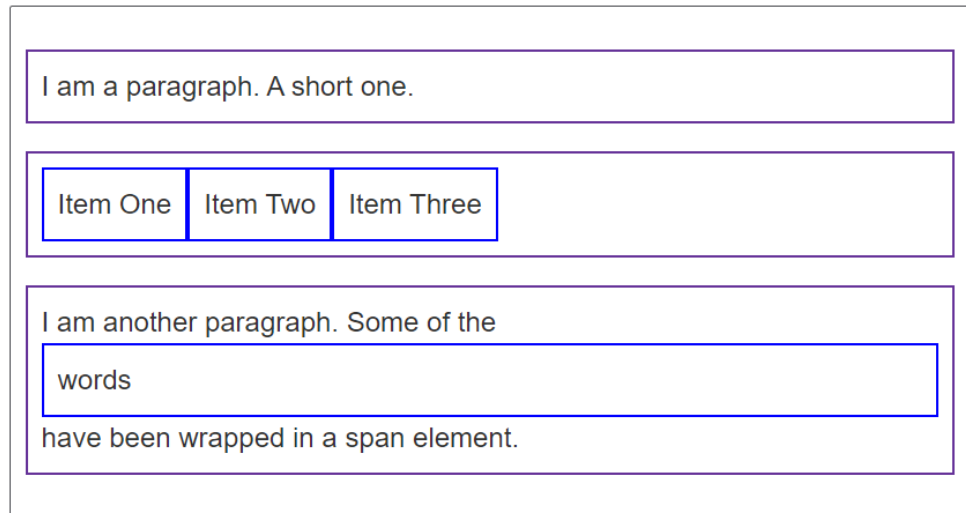 I am a paragraph. A short one.
Item One Item Two Item Three
I am another paragraph. Some of the
words
have been wrapped in a span element.